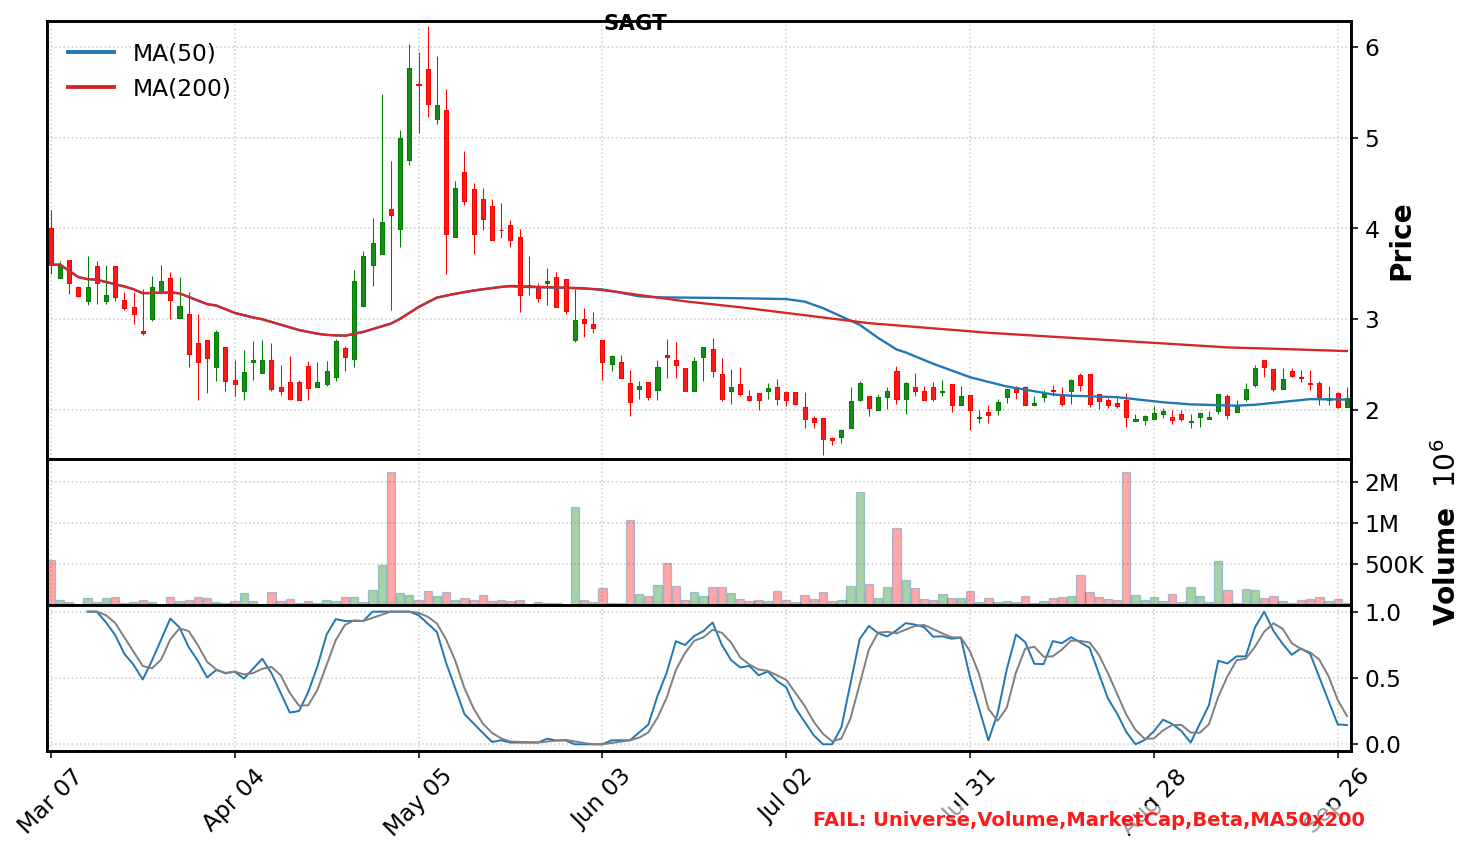 SAGT
MA(50)
MA(200)
6
5
4
3
2
Price
2M
1M
500K
Volume 10^6
1.0
0.5
0.0
Mar 07
Apr 04
May 05
Jun 03
Jul 02
Jul 31
Aug 28
Sep 26
FAIL: Universe,Volume,MarketCap,Beta,MA50x200